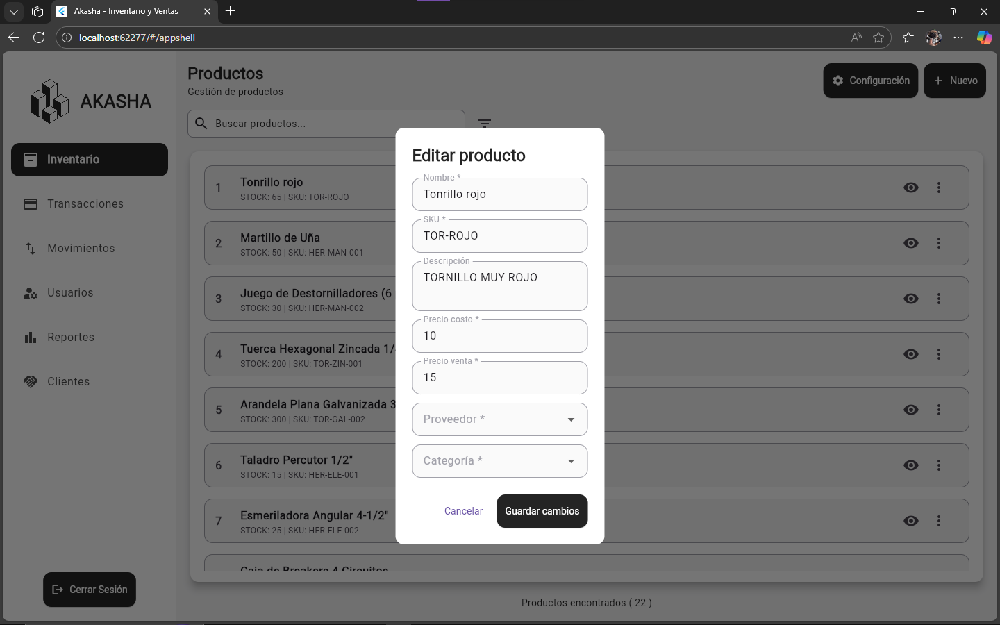 Akasha - Inventario y Ventas
localhost:62277/#/appshell
AKASHA
Inventario
Transacciones
Movimientos
Usuarios
Reportes
Clientes
Cerrar Sesión
Productos
Gestión de productos
Configuración
Nuevo
Buscar productos...
1
Tonrillo rojo
STOCK: 65 | SKU: TOR-ROJO
2
Martillo de Uña
STOCK: 50 | SKU: HER-MAN-001
3
Juego de Destornilladores (6
STOCK: 30 | SKU: HER-MAN-002
4
Tuerca Hexagonal Zincada 1/
STOCK: 200 | SKU: TOR-ZIN-001
5
Arandela Plana Galvanizada 3
STOCK: 300 | SKU: TOR-GAL-002
6
Taladro Percutor 1/2"
STOCK: 15 | SKU: HER-ELE-001
7
Esmeriladora Angular 4-1/2"
STOCK: 25 | SKU: HER-ELE-002
Caja de Breakers 4 Circuitos
Productos encontrados ( 22 )
Editar producto
Nombre *
Tonrillo rojo
SKU *
TOR-ROJO
Descripción
TORNILLO MUY ROJO
Precio costo *
10
Precio venta *
15
Proveedor *
Categoría *
Cancelar
Guardar cambios